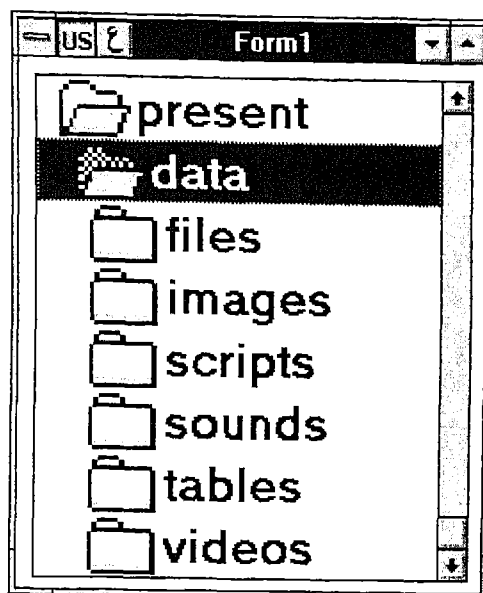 US ع Form1
present
data
files
images
scripts
sounds
tables
videos